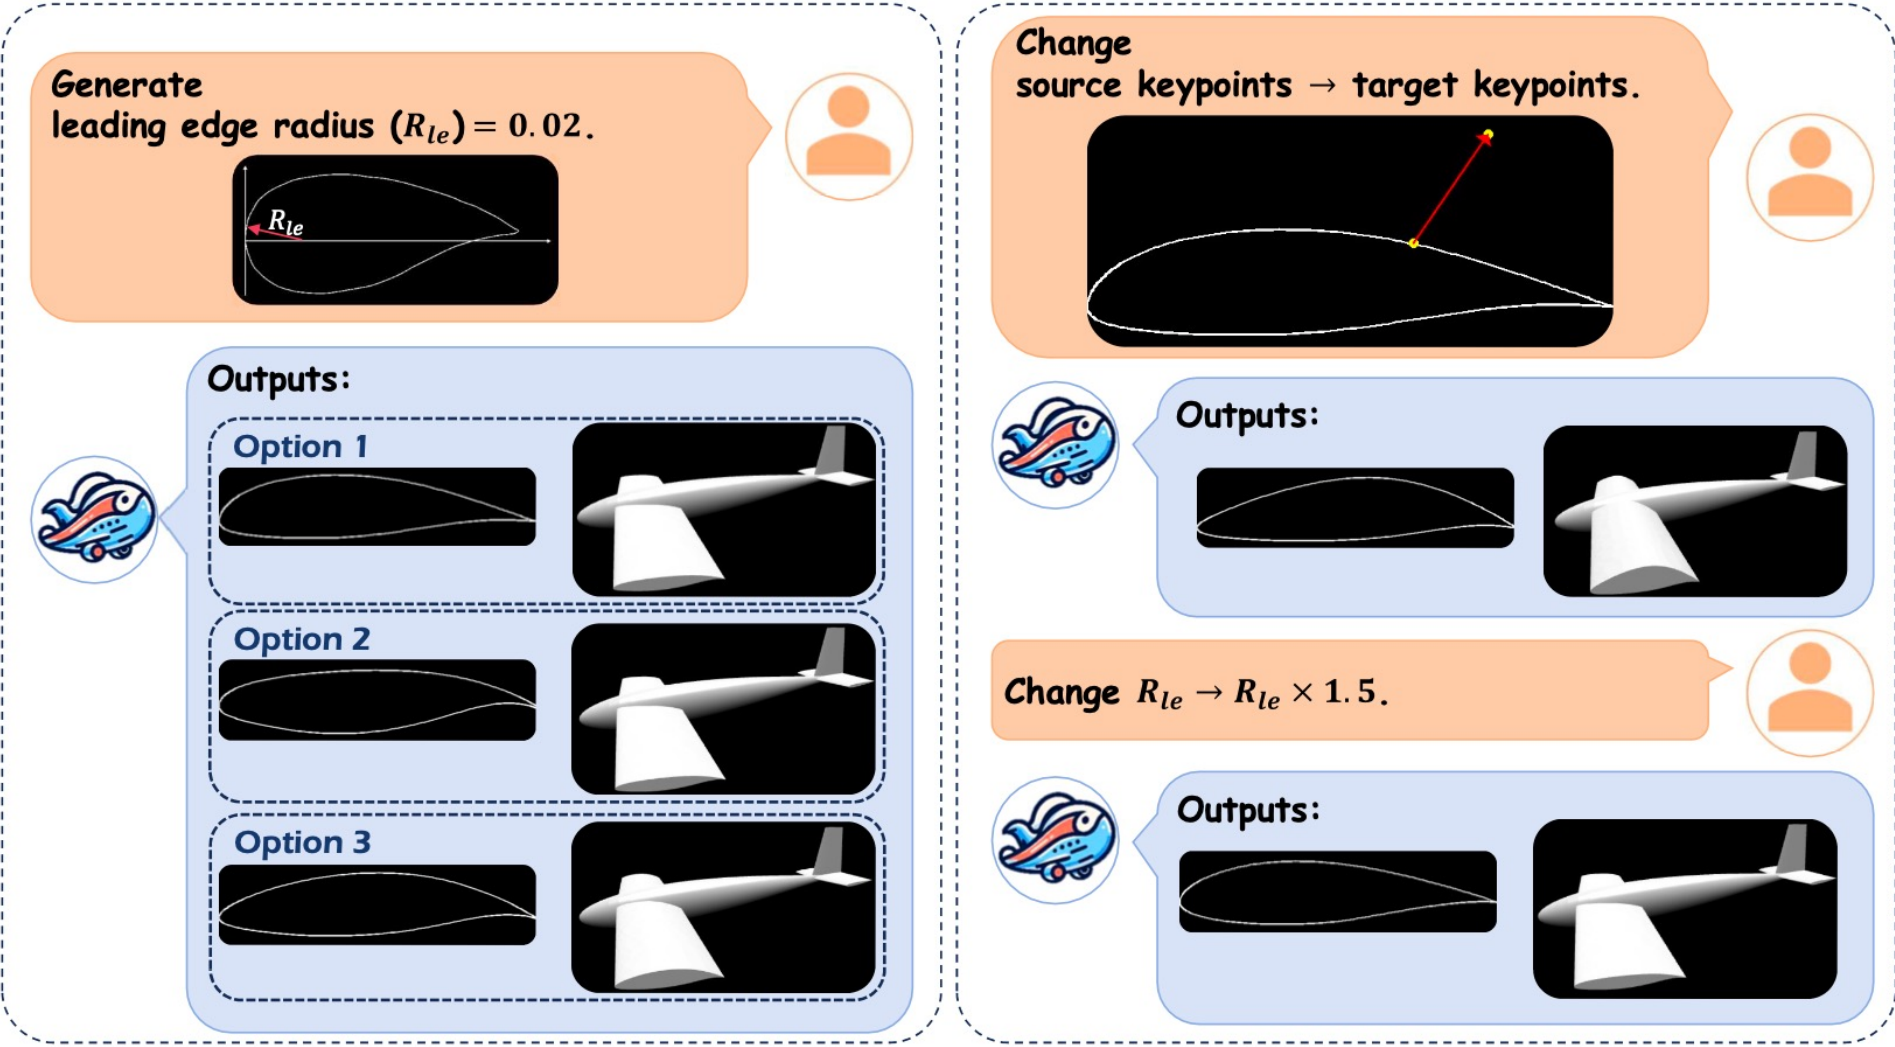 Generate
leading edge radius (R_le) = 0.02.
R_le
Outputs:
Option 1
Option 2
Option 3
Change
source keypoints → target keypoints.
Outputs:
Change R_le → R_le × 1.5.
Outputs: